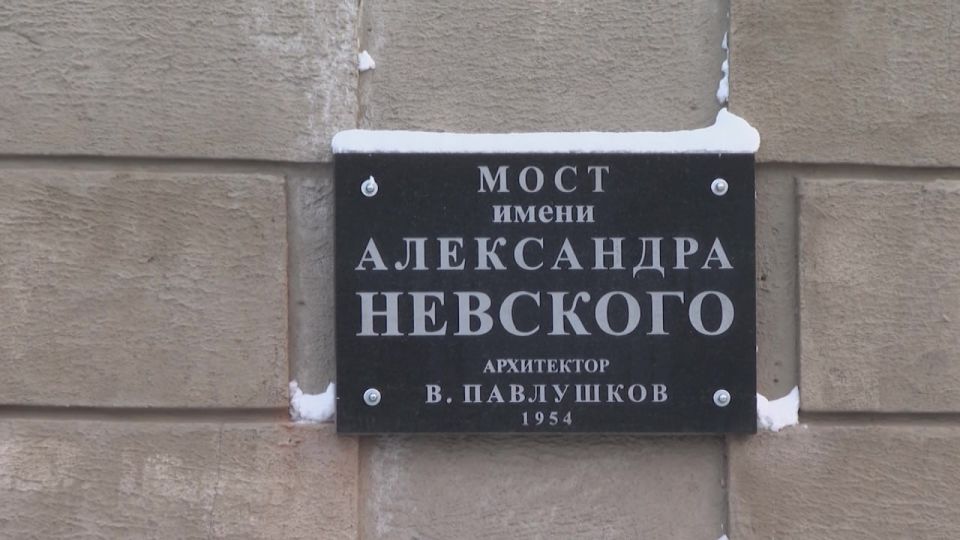 МОСТ
имени
АЛЕКСАНДРА
НЕВСКОГО
АРХИТЕКТОР
В. ПАВЛУШКОВ
1954